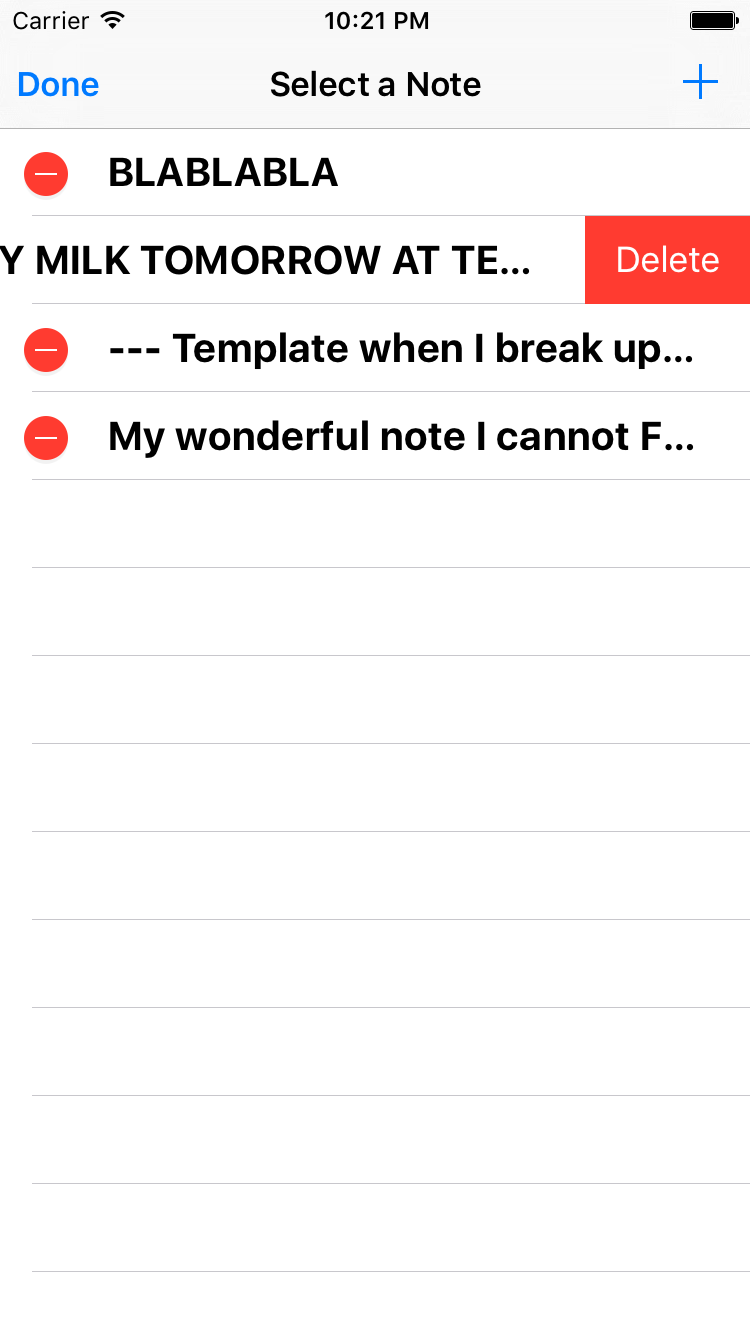 Carrier 10:21 PM
Done Select a Note +
BLABLABLA
Y MILK TOMORROW AT TE... Delete
--- Template when I break up...
My wonderful note I cannot F...